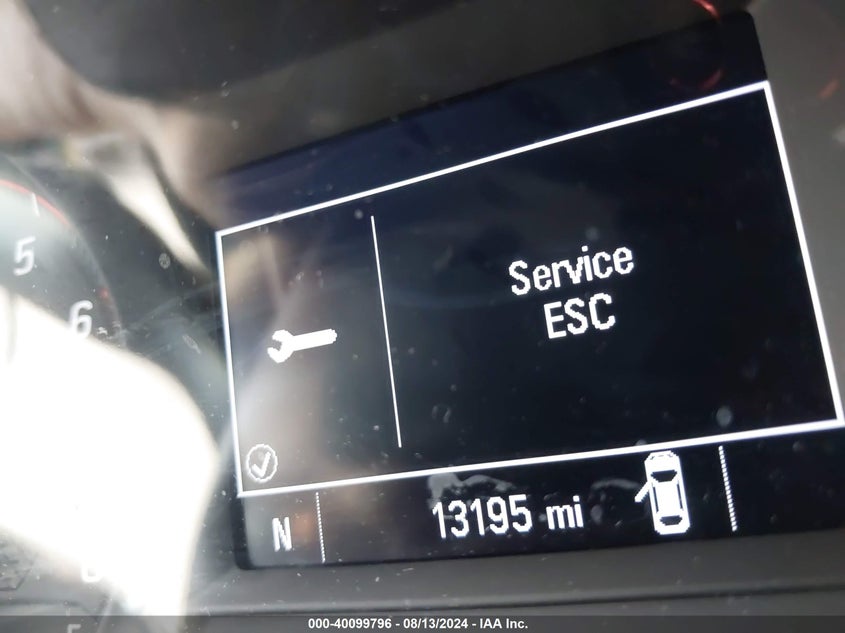 5
6
Service
ESC
N
13195 mi
000-40099796 - 08/13/2024 - IAA Inc.